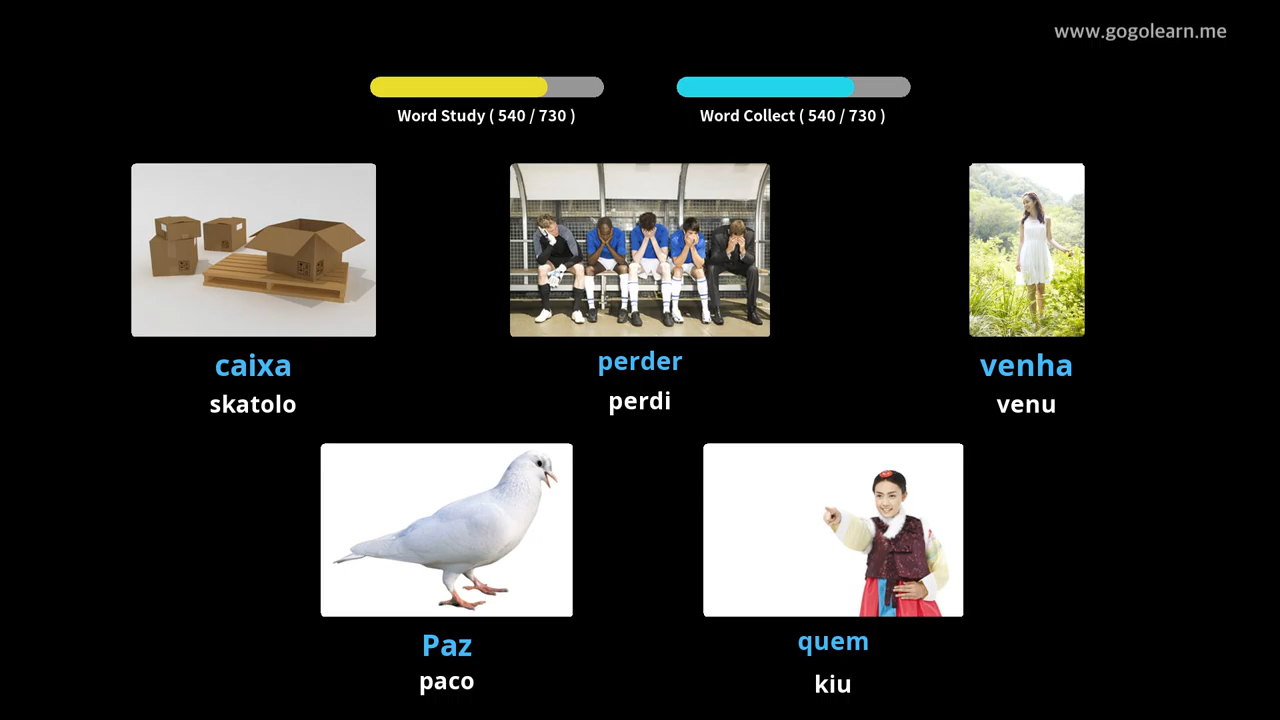 www.gogolearn.me
Word Study ( 540 / 730 )
Word Collect ( 540 / 730 )
caixa
skatolo
perder
perdi
venha
venu
Paz
paco
quem
kiu